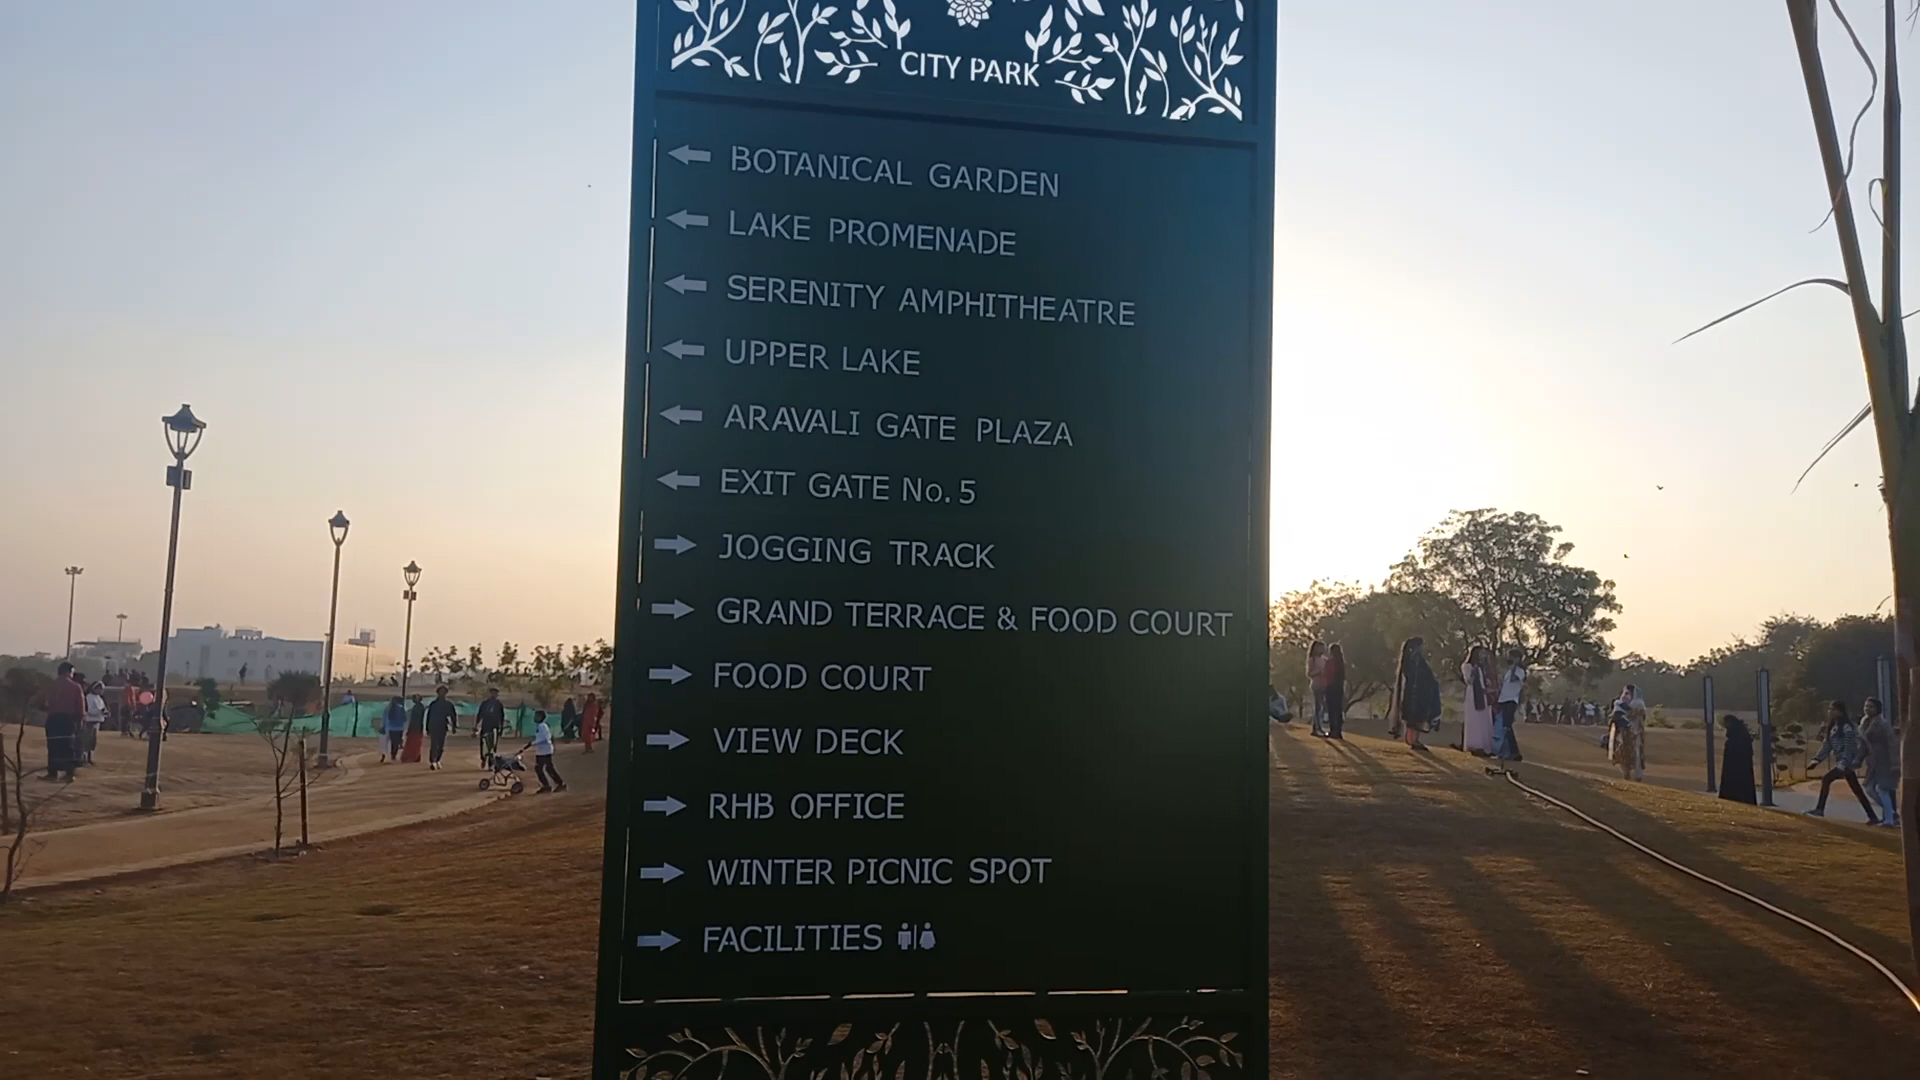 CITY PARK
BOTANICAL GARDEN
LAKE PROMENADE
SERENITY AMPHITHEATRE
UPPER LAKE
ARAVALI GATE PLAZA
EXIT GATE No. 5
JOGGING TRACK
GRAND TERRACE & FOOD COURT
FOOD COURT
VIEW DECK
RHB OFFICE
WINTER PICNIC SPOT
FACILITIES